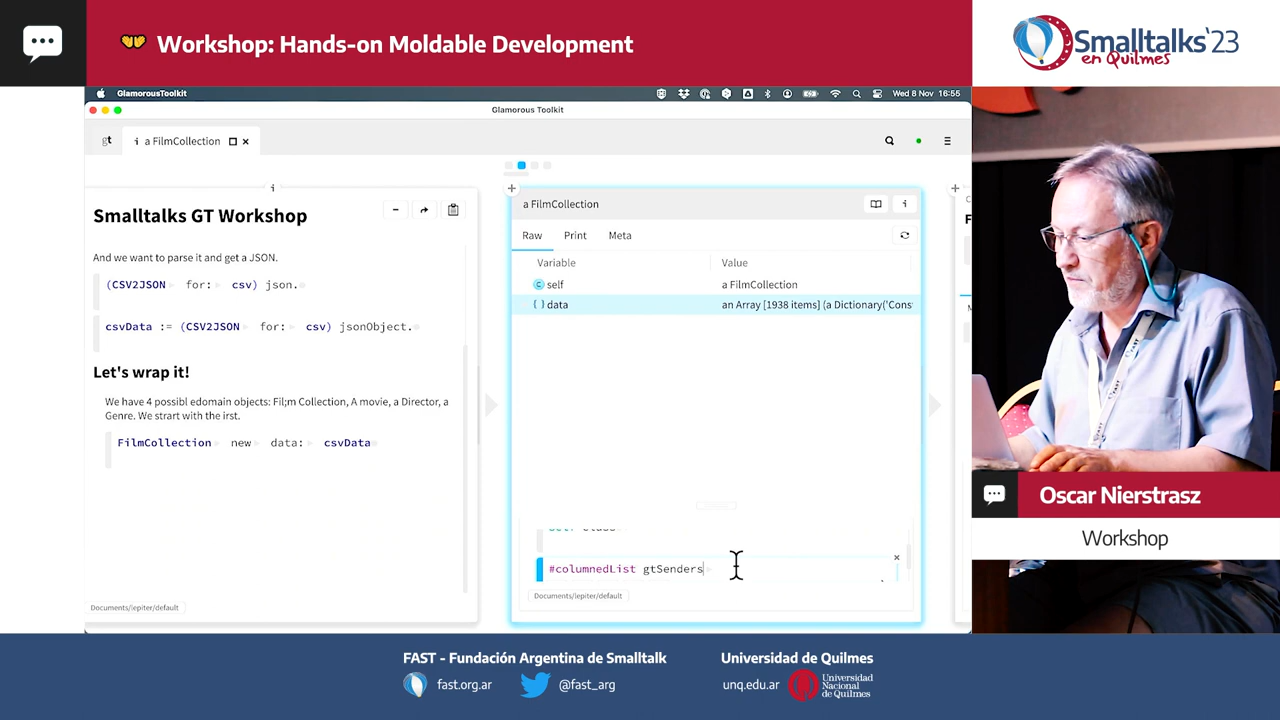 Workshop: Hands-on Moldable Development
Smalltalks'23
en Quilmes
GlamorousToolkit
Wed 8 Nov 16:55
Glamorous Toolkit
gt
i a FilmCollection
i
Smalltalks GT Workshop
And we want to parse it and get a JSON.
(CSV2JSON for: csv) json.
csvData := (CSV2JSON for: csv) jsonObject.
Let's wrap it!
We have 4 possibl edomain objects: Fil;m Collection, A movie, a Director, a
Genre. We strart with the irst.
FilmCollection new data: csvData
Documents/lepiter/default
a FilmCollection
i
Raw Print Meta
Variable Value
self a FilmCollection
data an Array [1938 items] (a Dictionary('Cons
self class
#columnedList gtSenders
Documents/lepiter/default
Oscar Nierstrasz
Workshop
FAST - Fundación Argentina de Smalltalk
fast.org.ar @fast_arg
Universidad de Quilmes
unq.edu.ar
Universidad
Nacional
de Quilmes